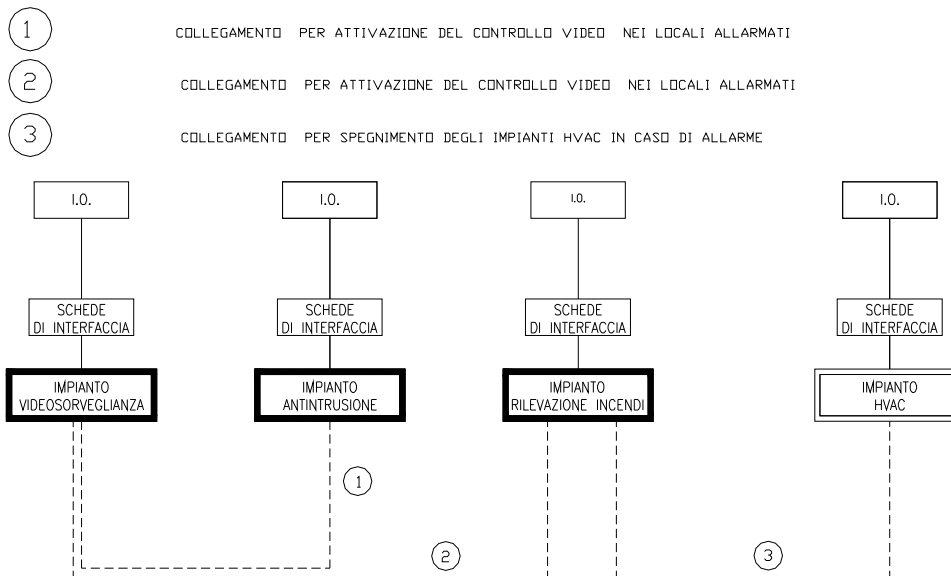 1 COLLEGAMENTO PER ATTIVAZIONE DEL CONTROLLO VIDEO NEI LOCALI ALLARMATI
2 COLLEGAMENTO PER ATTIVAZIONE DEL CONTROLLO VIDEO NEI LOCALI ALLARMATI
3 COLLEGAMENTO PER SPEGNIMENTO DEGLI IMPIANTI HVAC IN CASO DI ALLARME
I.O.
I.O.
I.O.
I.O.
SCHEDE
DI INTERFACCIA
SCHEDE
DI INTERFACCIA
SCHEDE
DI INTERFACCIA
SCHEDE
DI INTERFACCIA
IMPIANTO
VIDEOSORVEGLIANZA
IMPIANTO
ANTINTRUSIONE
IMPIANTO
RILEVAZIONE INCENDI
IMPIANTO
HVAC
1
2
3